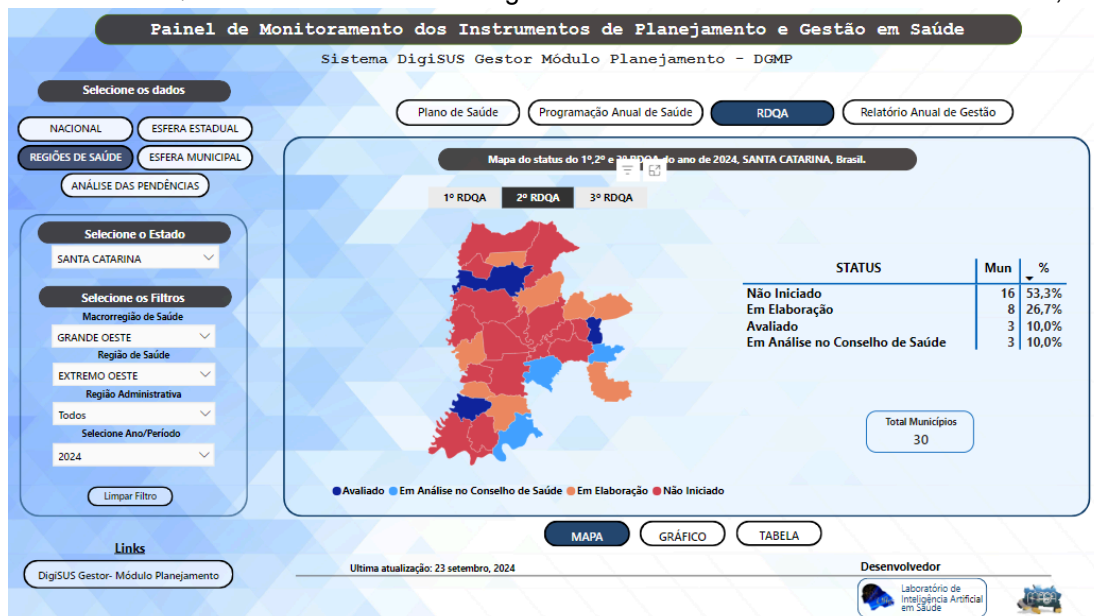 Painel de Monitoramento dos Instrumentos de Planejamento e Gestão em Saúde
Sistema DigiSUS Gestor Módulo Planejamento - DGMP
Selecione os dados
NACIONAL
ESFERA ESTADUAL
REGIÕES DE SAÚDE
ESFERA MUNICIPAL
ANÁLISE DAS PENDÊNCIAS
Plano de Saúde
Programação Anual de Saúde
RDQA
Relatório Anual de Gestão
Selecione o Estado
SANTA CATARINA
Selecione os Filtros
Macrorregião de Saúde
GRANDE OESTE
Região de Saúde
EXTREMO OESTE
Região Administrativa
Todos
Selecione Ano/Período
2024
Limpar Filtro
Links
DigiSUS Gestor- Módulo Planejamento
Mapa do status do 1º,2º e 3º RDQA do ano de 2024, SANTA CATARINA, Brasil.
1º RDQA 2º RDQA 3º RDQA
STATUS Mun %
Não Iniciado 16 53,3%
Em Elaboração 8 26,7%
Avaliado 3 10,0%
Em Análise no Conselho de Saúde 3 10,0%
Total Municípios
30
Avaliado Em Análise no Conselho de Saúde Em Elaboração Não Iniciado
MAPA
GRÁFICO
TABELA
Ultima atualização: 23 setembro, 2024
Desenvolvedor
Laboratório de
Inteligência Artificial
em Saúde